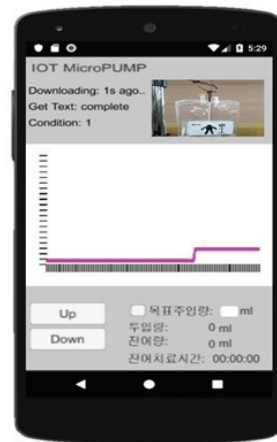 5:29
IOT MicroPUMP
Downloading: 1s ago..
Get Text: complete
Condition: 1
Up
Down
목표주입량: ml
투입량: 0 ml
잔여량: 0 ml
잔여치료시간: 00:00:00